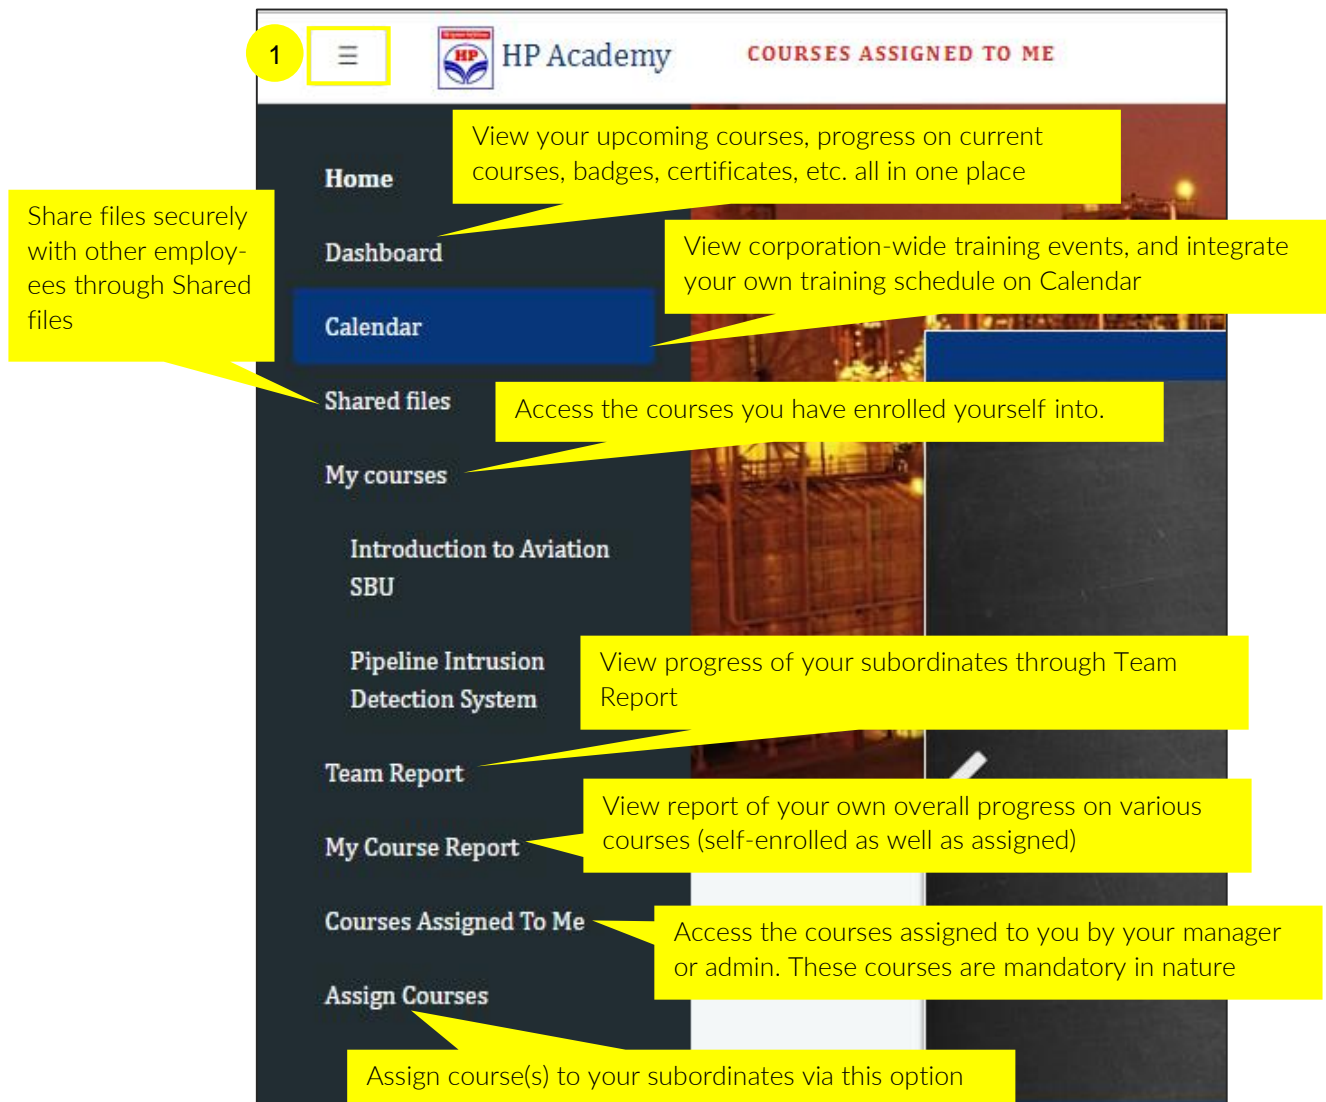 1
☰
HP
HP Academy
COURSES ASSIGNED TO ME
View your upcoming courses, progress on current
courses, badges, certificates, etc. all in one place
Home
Share files securely
with other employ-
ees through Shared
files
Dashboard
View corporation-wide training events, and integrate
your own training schedule on Calendar
Calendar
Shared files
Access the courses you have enrolled yourself into.
My courses
Introduction to Aviation
SBU
Pipeline Intrusion
Detection System
View progress of your subordinates through Team
Report
Team Report
View report of your own overall progress on various
courses (self-enrolled as well as assigned)
My Course Report
Courses Assigned To Me
Access the courses assigned to you by your manager
or admin. These courses are mandatory in nature
Assign Courses
Assign course(s) to your subordinates via this option